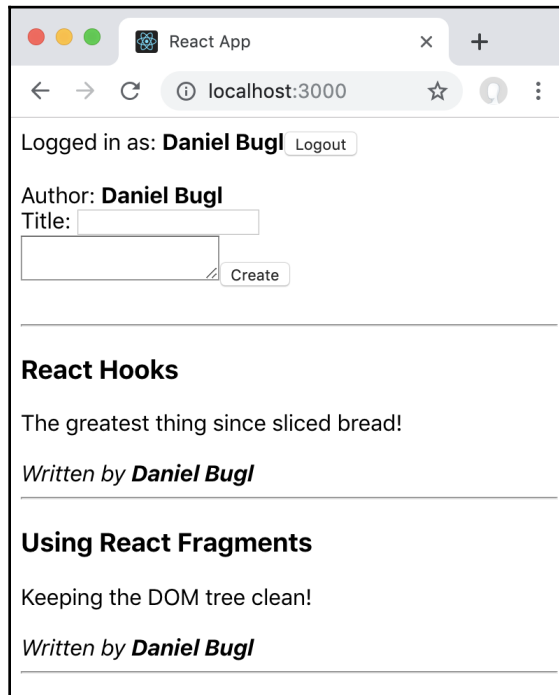 React App
localhost:3000
Logged in as: Daniel Bugl Logout
Author: Daniel Bugl
Title:
Create
React Hooks
The greatest thing since sliced bread!
Written by Daniel Bugl
Using React Fragments
Keeping the DOM tree clean!
Written by Daniel Bugl